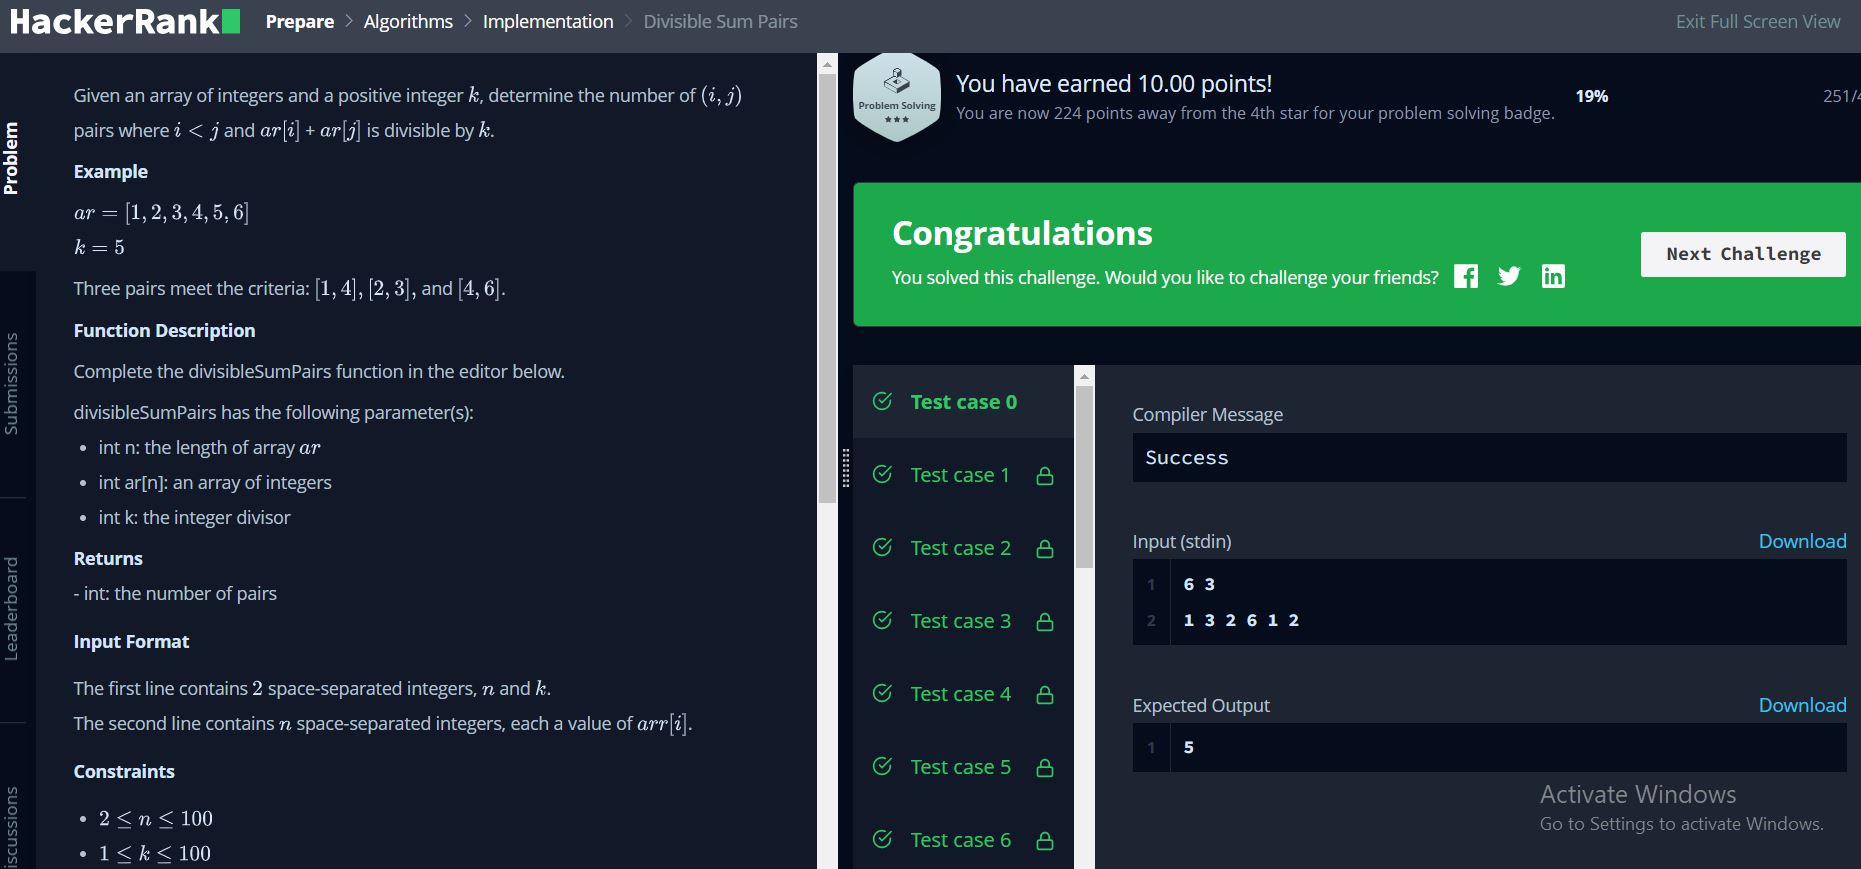 HackerRank
Prepare > Algorithms > Implementation > Divisible Sum Pairs
Exit Full Screen View
Problem
Submissions
Leaderboard
Given an array of integers and a positive integer k, determine the number of (i, j)
pairs where i < j and ar[i] + ar[j] is divisible by k.
Example
ar = [1, 2, 3, 4, 5, 6]
k = 5
Three pairs meet the criteria: [1, 4], [2, 3], and [4, 6].
Function Description
Complete the divisibleSumPairs function in the editor below.
divisibleSumPairs has the following parameter(s):
• int n: the length of array ar
• int ar[n]: an array of integers
• int k: the integer divisor
Returns
- int: the number of pairs
Input Format
The first line contains 2 space-separated integers, n and k.
The second line contains n space-separated integers, each a value of arr[i].
Constraints
• 2 ≤ n ≤ 100
• 1 ≤ k ≤ 100
Problem Solving
★★★
You have earned 10.00 points!
You are now 224 points away from the 4th star for your problem solving badge.
19%
251/
Congratulations
You solved this challenge. Would you like to challenge your friends?
Next Challenge
Test case 0
Test case 1
Test case 2
Test case 3
Test case 4
Test case 5
Test case 6
Compiler Message
Success
Input (stdin)
Download
1 6 3
2 1 3 2 6 1 2
Expected Output
Download
1 5
Activate Windows
Go to Settings to activate Windows.